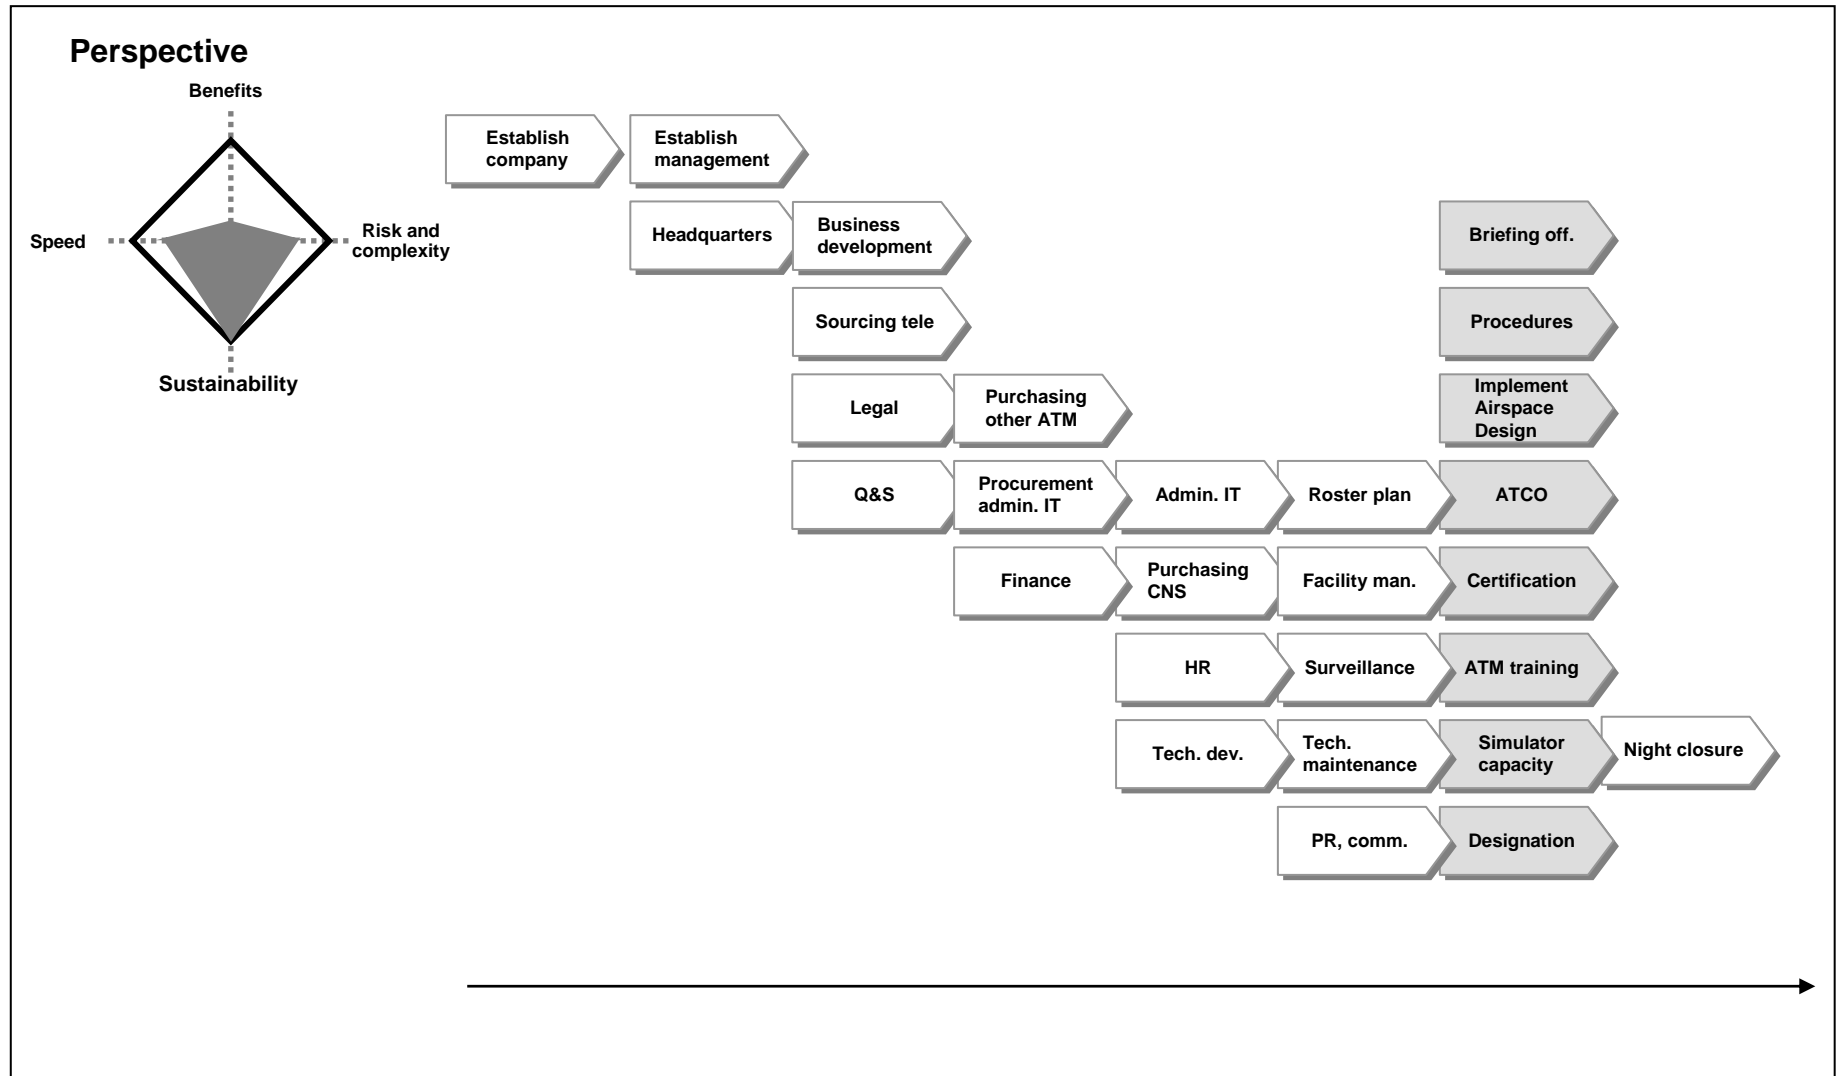 Perspective
Benefits
Speed
Risk and
complexity
Sustainability
Establish
company
Establish
management
Headquarters
Business
development
Briefing off.
Sourcing tele
Procedures
Legal
Purchasing
other ATM
Implement
Airspace
Design
Q&S
Procurement
admin. IT
Admin. IT
Roster plan
ATCO
Finance
Purchasing
CNS
Facility man.
Certification
HR
Surveillance
ATM training
Tech. dev.
Tech.
maintenance
Simulator
capacity
Night closure
PR, comm.
Designation